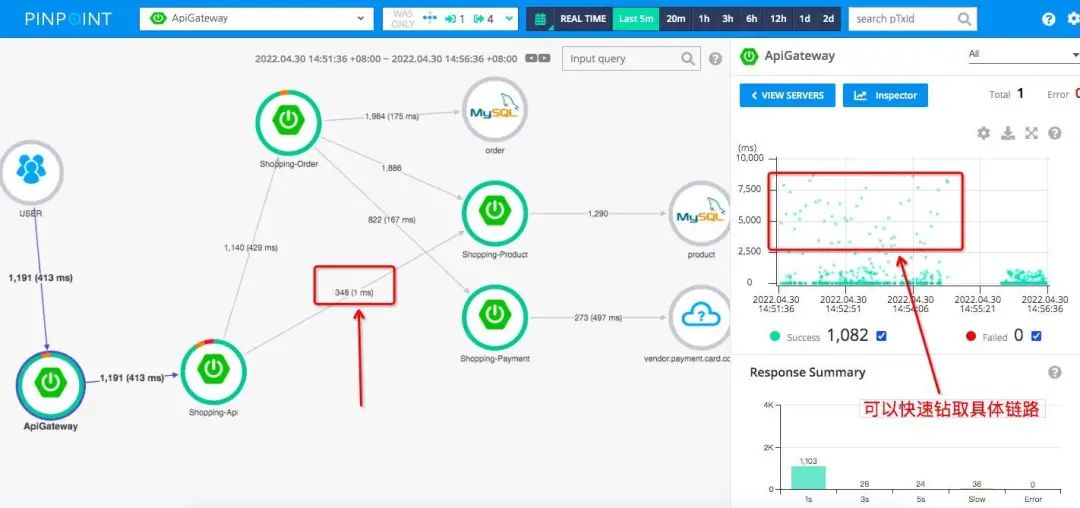 PINPOINT
ApiGateway
WAS ONLY
1
4
REAL TIME
Last 5m
20m
1h
3h
6h
12h
1d
2d
search pTxId
2022.04.30 14:51:36 +08:00 ~ 2022.04.30 14:56:36 +08:00
Input query
USER
1,191 (413 ms)
ApiGateway
1,191 (413 ms)
Shopping-Api
1,140 (429 ms)
348 (1 ms)
Shopping-Order
1,984 (175 ms)
1,886
822 (167 ms)
MySQL
order
Shopping-Product
1,290
MySQL
product
Shopping-Payment
273 (497 ms)
vendor.payment.card.co
ApiGateway
All
VIEW SERVERS
Inspector
Total 1
Error
(ms)
10,000
7,500
5,000
2,500
0
2022.04.30 2022.04.30 2022.04.30 2022.04.30 2022.04.30
14:51:36 14:52:51 14:54:06 14:55:21 14:56:36
Success 1,082
Failed 0
Response Summary
可以快速钻取具体链路
4K
2K
0
1,103 28 24 36 0
1s 3s 5s Slow Error